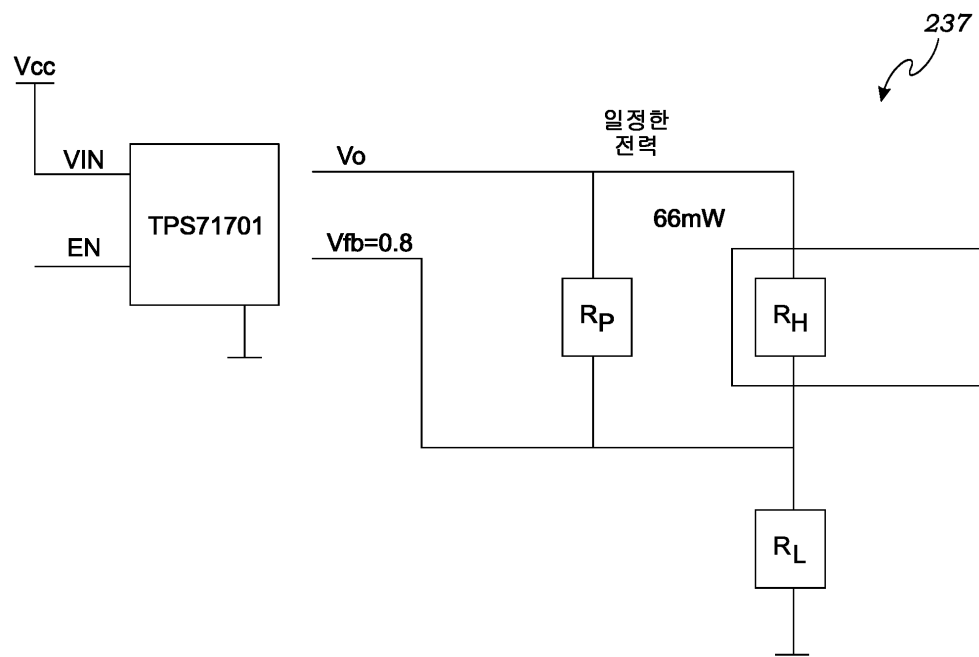 237
Vcc
일정한
전력
VIN
Vo
TPS71701
66mW
EN
Vfb=0.8
RP
RH
RL